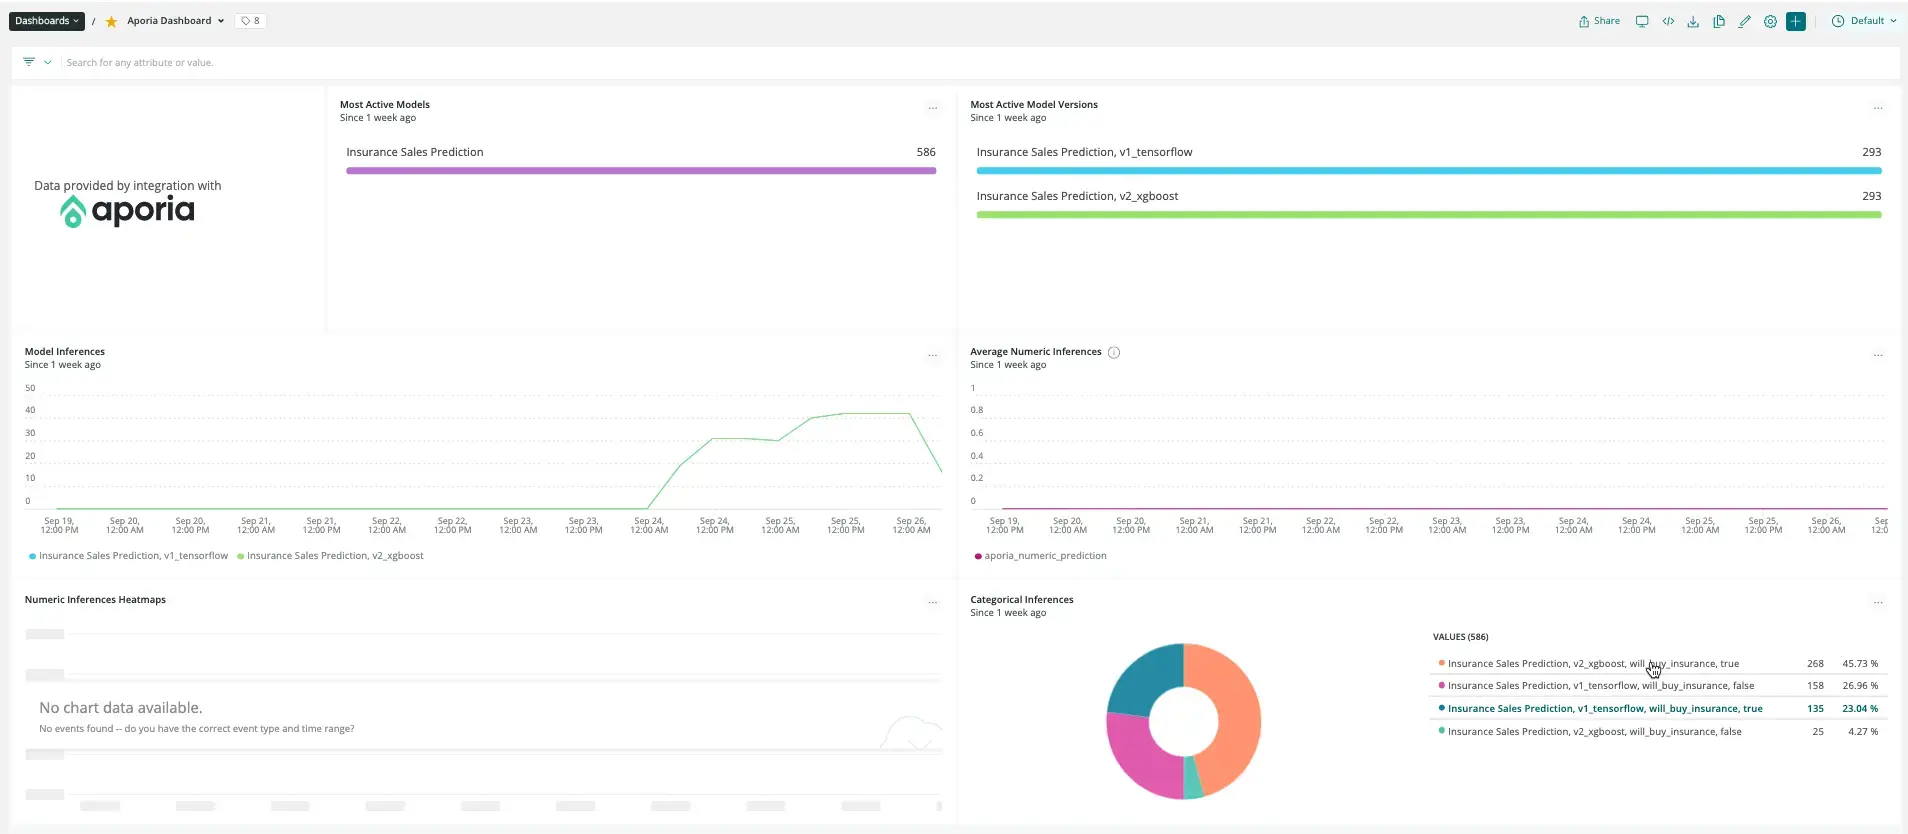 Dashboards / Aporia Dashboard 8
Share Default
Search for any attribute or value.
Data provided by integration with
aporia
Most Active Models
Since 1 week ago
Insurance Sales Prediction 586
Most Active Model Versions
Since 1 week ago
Insurance Sales Prediction, v1_tensorflow 293
Insurance Sales Prediction, v2_xgboost 293
Model Inferences
Since 1 week ago
50
40
30
20
10
0
Sep 19, Sep 20, Sep 20, Sep 21, Sep 21, Sep 22, Sep 22, Sep 23, Sep 23, Sep 24, Sep 24, Sep 25, Sep 25, Sep 26,
12:00 PM 12:00 AM 12:00 PM 12:00 AM 12:00 PM 12:00 AM 12:00 PM 12:00 AM 12:00 PM 12:00 AM 12:00 PM 12:00 AM 12:00 PM 12:00 AM
Insurance Sales Prediction, v1_tensorflow Insurance Sales Prediction, v2_xgboost
Average Numeric Inferences
Since 1 week ago
1
0.8
0.6
0.4
0.2
0
Sep 19, Sep 20, Sep 20, Sep 21, Sep 21, Sep 22, Sep 22, Sep 23, Sep 23, Sep 24, Sep 24, Sep 25, Sep 25, Sep 26, Sep
12:00 PM 12:00 AM 12:00 PM 12:00 AM 12:00 PM 12:00 AM 12:00 PM 12:00 AM 12:00 PM 12:00 AM 12:00 PM 12:00 AM 12:00 PM 12:00 AM 12:0
aporia_numeric_prediction
Numeric Inferences Heatmaps
No chart data available.
No events found -- do you have the correct event type and time range?
Categorical Inferences
Since 1 week ago
VALUES (586)
Insurance Sales Prediction, v2_xgboost, will_buy_insurance, true 268 45.73 %
Insurance Sales Prediction, v1_tensorflow, will_buy_insurance, false 158 26.96 %
Insurance Sales Prediction, v1_tensorflow, will_buy_insurance, true 135 23.04 %
Insurance Sales Prediction, v2_xgboost, will_buy_insurance, false 25 4.27 %